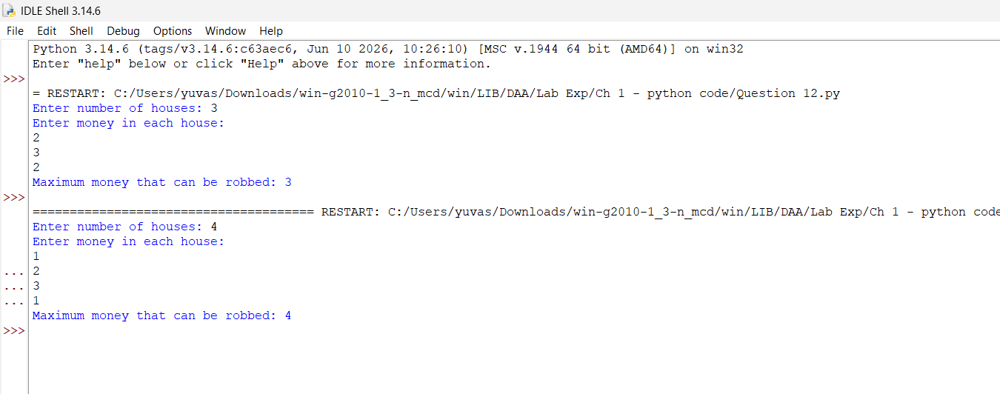 IDLE Shell 3.14.6
File Edit Shell Debug Options Window Help
Python 3.14.6 (tags/v3.14.6:c63aec6, Jun 10 2026, 10:26:10) [MSC v.1944 64 bit (AMD64)] on win32
Enter "help" below or click "Help" above for more information.
>>>
= RESTART: C:/Users/yuvas/Downloads/win-g2010-1_3-n_mcd/win/LIB/DAA/Lab Exp/Ch 1 - python code/Question 12.py
Enter number of houses: 3
Enter money in each house:
2
3
2
Maximum money that can be robbed: 3
>>>
====================================== RESTART: C:/Users/yuvas/Downloads/win-g2010-1_3-n_mcd/win/LIB/DAA/Lab Exp/Ch 1 - python code
Enter number of houses: 4
Enter money in each house:
1
... 2
... 3
... 1
Maximum money that can be robbed: 4
>>>